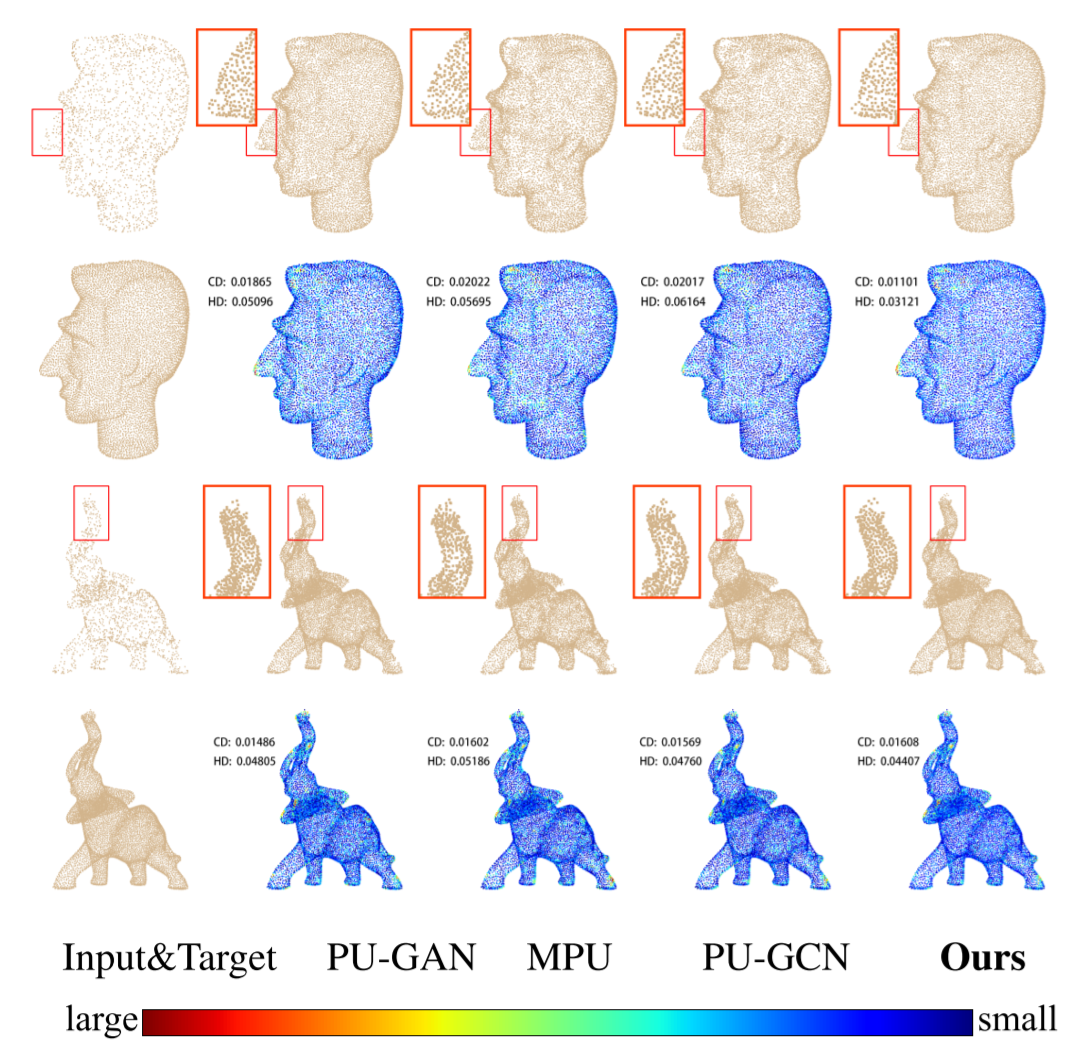 CD: 0.01865
HD: 0.05096
CD: 0.02022
HD: 0.05695
CD: 0.02017
HD: 0.06164
CD: 0.01101
HD: 0.03121
CD: 0.01486
HD: 0.04805
CD: 0.01602
HD: 0.05186
CD: 0.01569
HD: 0.04760
CD: 0.01608
HD: 0.04407
Input&Target PU-GAN MPU PU-GCN Ours
large small